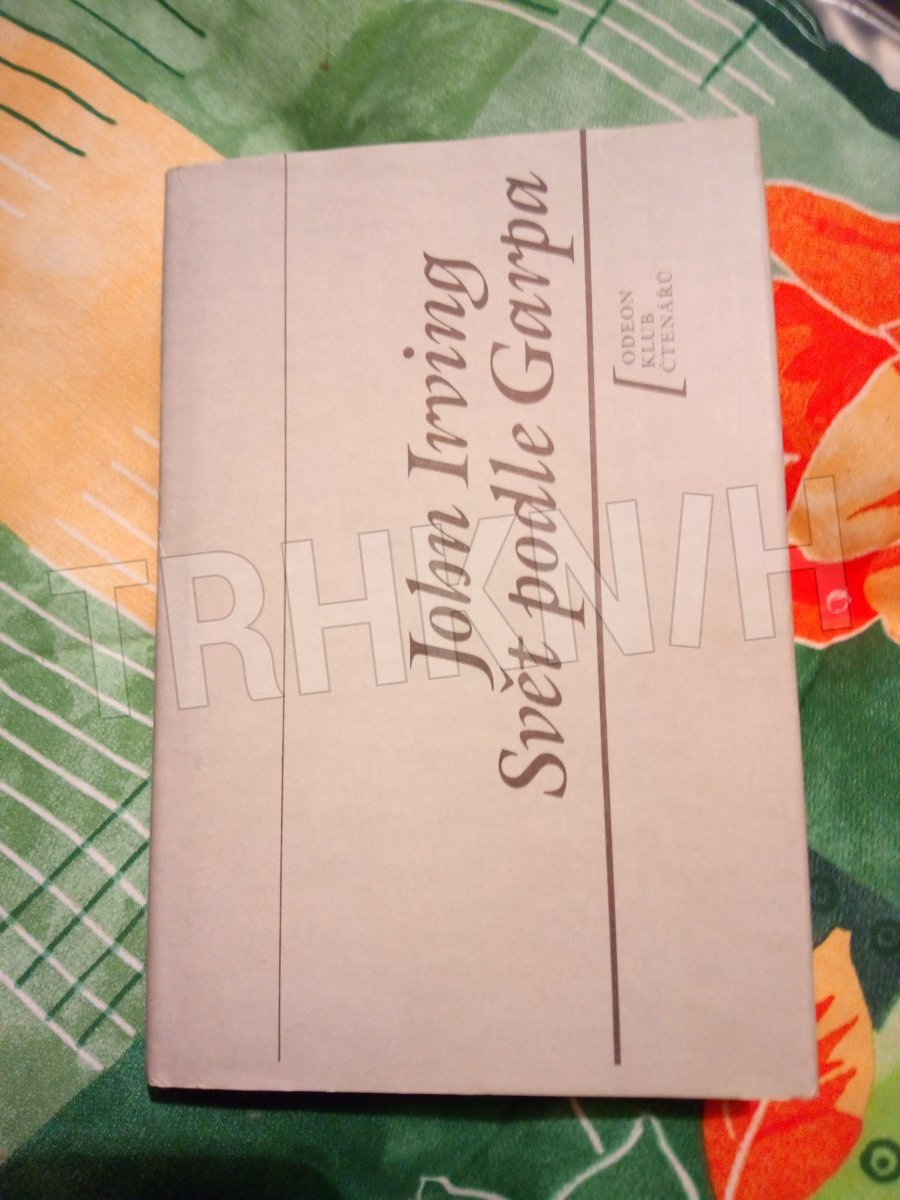 John Irving
Svět podle Garpa
ODEON
KLUB
ČTENÁŘŮ
TRHKNIH